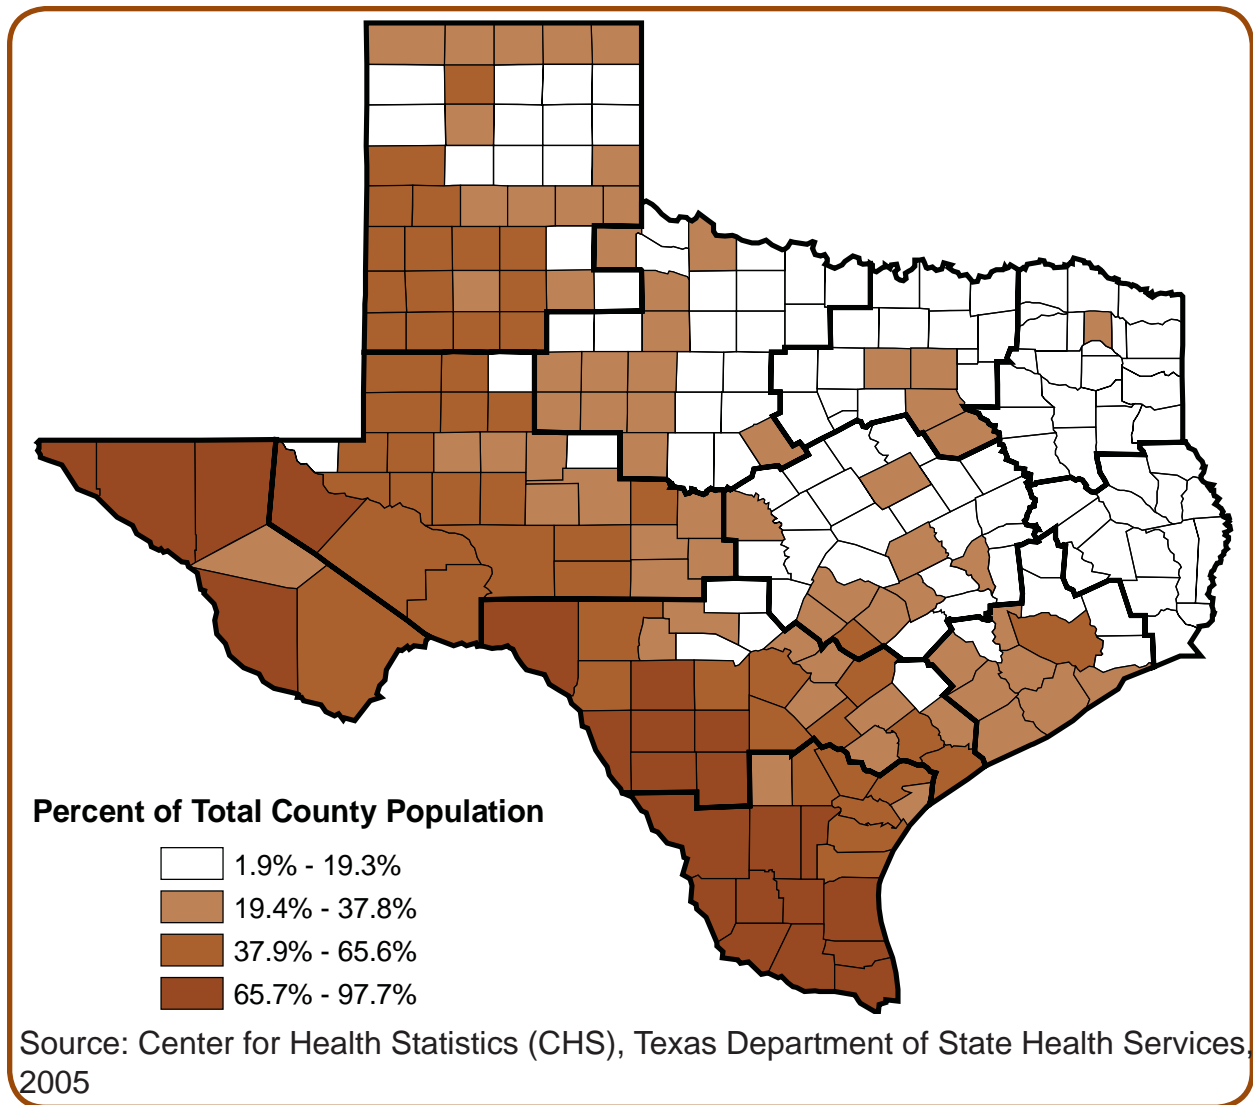 Percent of Total County Population
1.9% - 19.3%
19.4% - 37.8%
37.9% - 65.6%
65.7% - 97.7%
Source: Center for Health Statistics (CHS), Texas Department of State Health Services,
2005